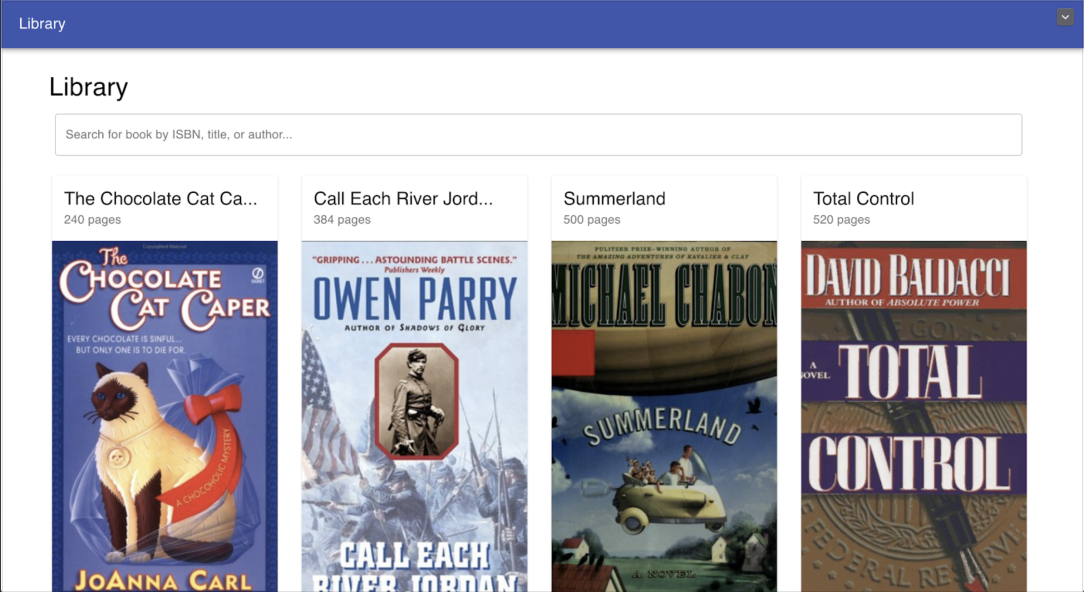 Library
Library
Search for book by ISBN, title, or author...
The Chocolate Cat Ca...
240 pages
Call Each River Jord...
384 pages
Summerland
500 pages
Total Control
520 pages
Copyrighted Material
The
CHOCOLATE
CAT CAPER
SIGNET
EVERY CHOCOLATE IS SINFUL...
BUT ONLY ONE IS TO DIE FOR.
A CHOCOHOLIC MYSTERY
JOANNA CARL
"GRIPPING...ASTOUNDING BATTLE SCENES."
Publishers Weekly
OWEN PARRY
AUTHOR OF SHADOWS OF GLORY
CALL EACH
RIVER JORDAN
PULITZER PRIZE-WINNING AUTHOR OF
THE AMAZING ADVENTURES OF KAVALIER & CLAY
MICHAEL CHABON
SUMMERLAND
A NOVEL
DAVID BALDACCI
AUTHOR OF ABSOLUTE POWER
A
NOVEL
TOTAL
CONTROL
FEDERAL RESERVE